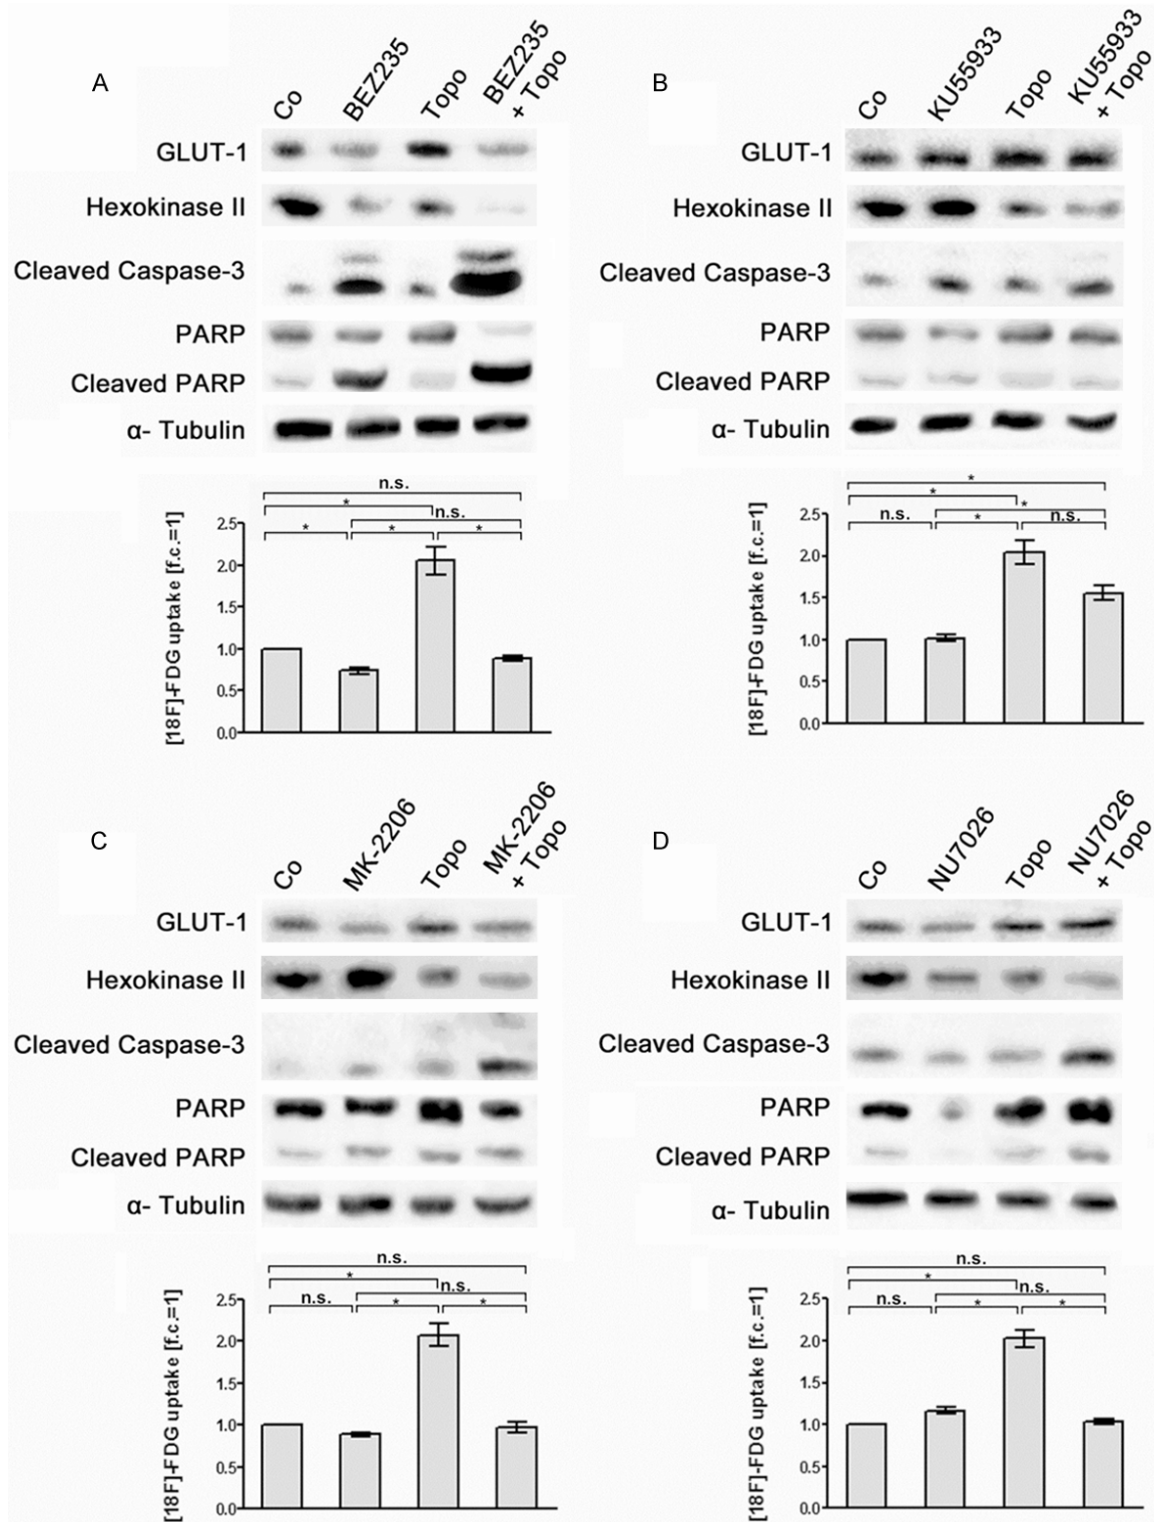 A
Co
BEZ235
Topo
BEZ235
+ Topo
GLUT-1
Hexokinase II
Cleaved Caspase-3
PARP
Cleaved PARP
α- Tubulin
n.s.
*
n.s.
*
*
*
[18F]-FDG uptake [f.c.=1]
2.5
2.0
1.5
1.0
0.5
0.0
B
Co
KU55933
Topo
KU55933
+ Topo
GLUT-1
Hexokinase II
Cleaved Caspase-3
PARP
Cleaved PARP
α- Tubulin
*
*
*
n.s.
*
n.s.
[18F]-FDG uptake [f.c.=1]
2.5
2.0
1.5
1.0
0.5
0.0
C
Co
MK-2206
Topo
MK-2206
+ Topo
GLUT-1
Hexokinase II
Cleaved Caspase-3
PARP
Cleaved PARP
α- Tubulin
n.s.
*
n.s.
n.s.
*
*
[18F]-FDG uptake [f.c.=1]
2.5
2.0
1.5
1.0
0.5
0.0
D
Co
NU7026
Topo
NU7026
+ Topo
GLUT-1
Hexokinase II
Cleaved Caspase-3
PARP
Cleaved PARP
α- Tubulin
n.s.
*
n.s.
n.s.
*
*
[18F]-FDG uptake [f.c.=1]
2.5
2.0
1.5
1.0
0.5
0.0